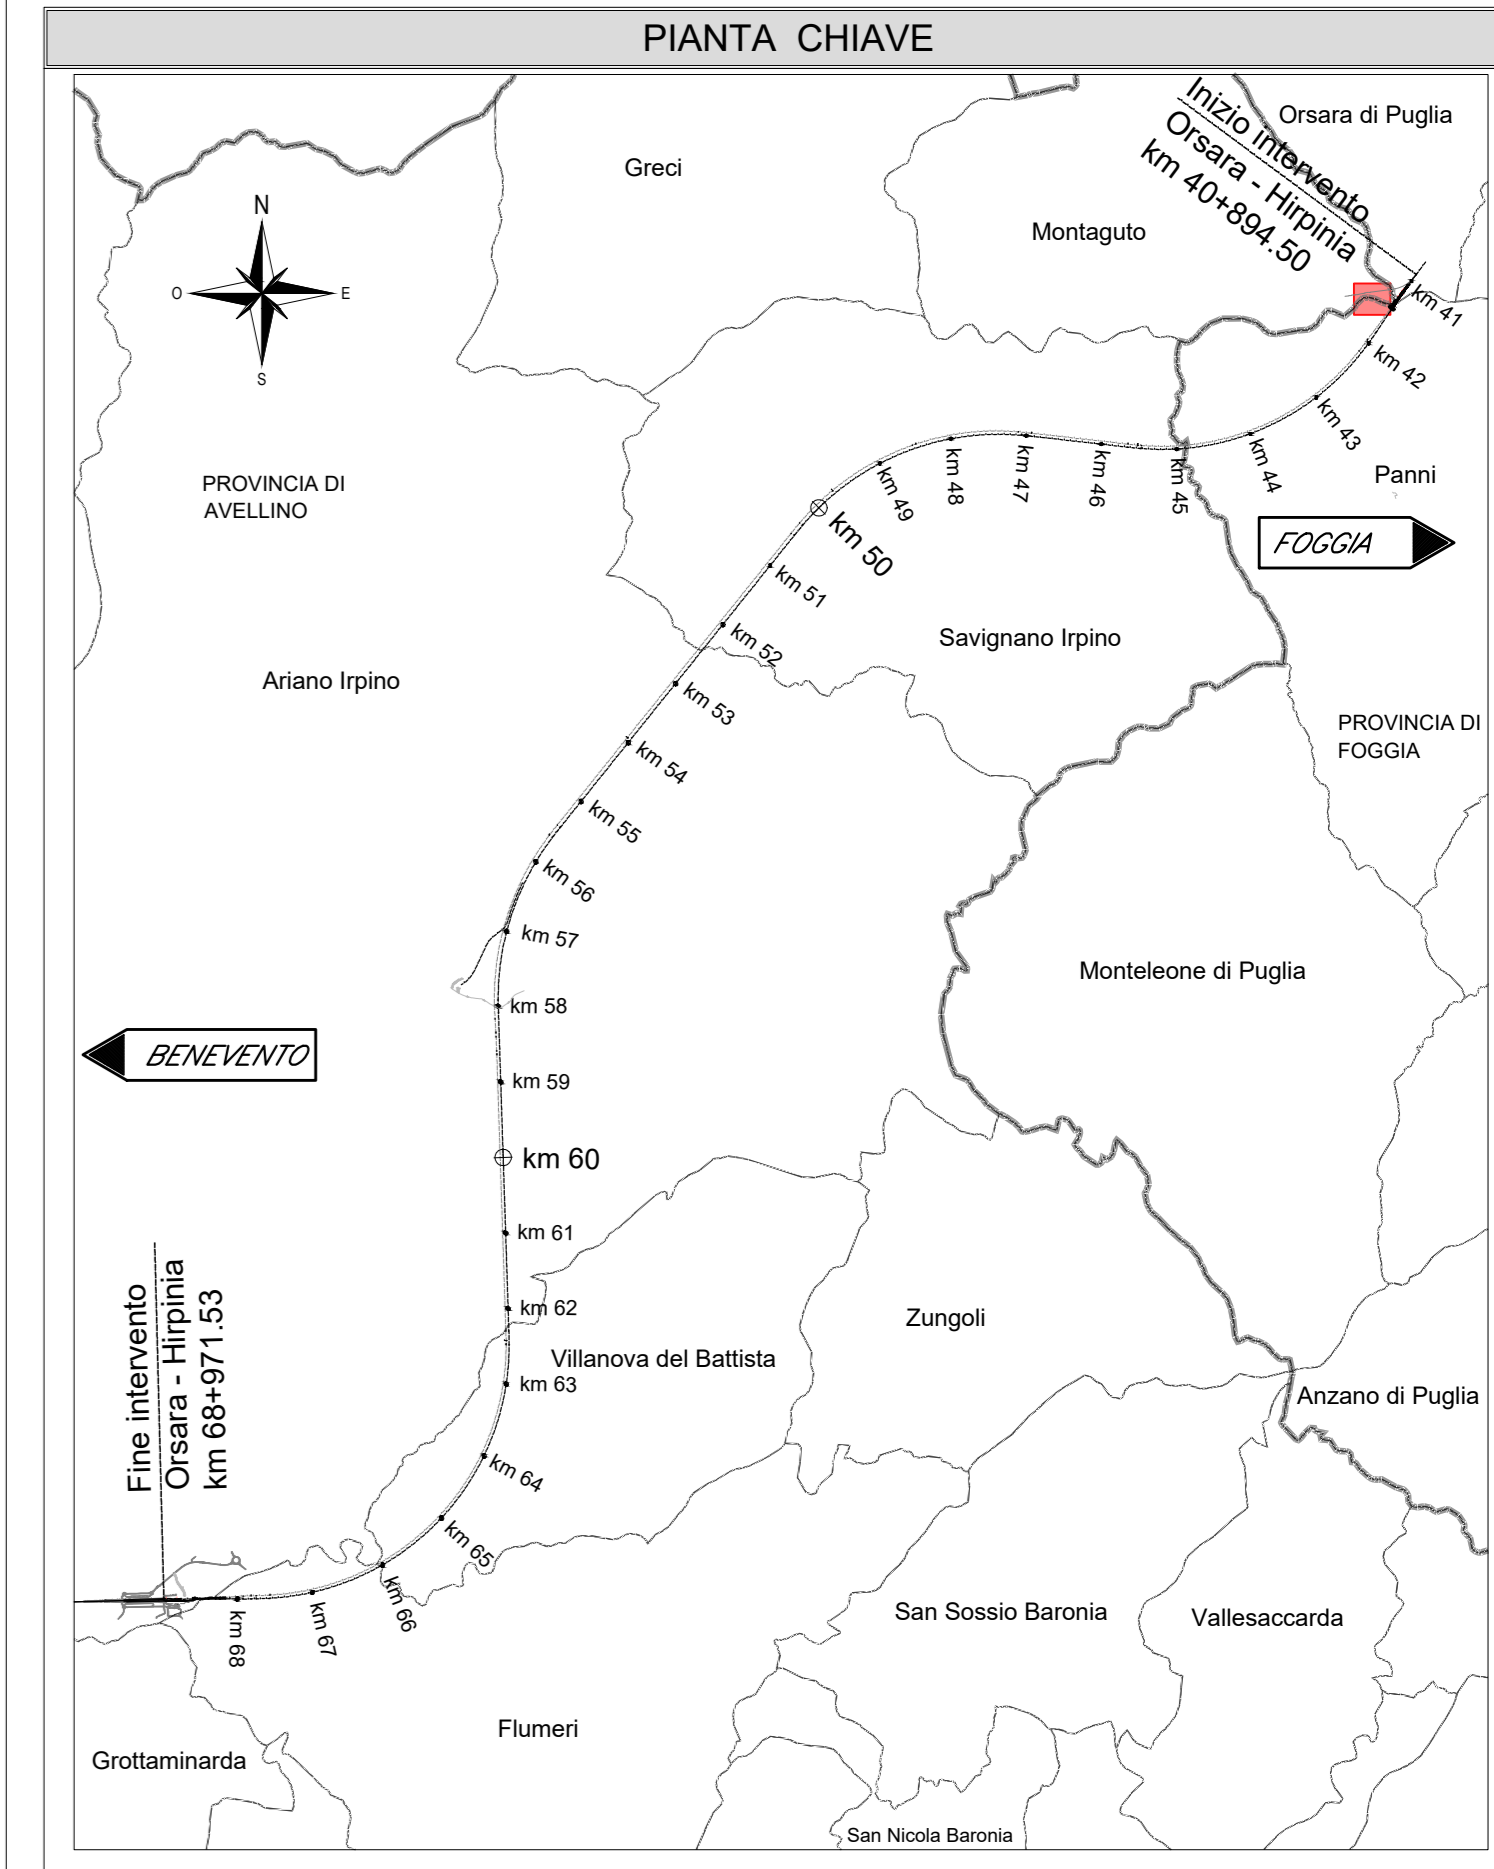 PIANTA CHIAVE
Inizio intervento
Orsara - Hirpinia
km 40+894.50
Orsara di Puglia
Greci
Montaguto
N
O
E
S
km 41
km 42
km 43
km 44
km 45
km 46
km 47
km 48
km 49
km 50
Panni
PROVINCIA DI
AVELLINO
FOGGIA
km 51
km 52
Savignano Irpino
Ariano Irpino
km 53
PROVINCIA DI
FOGGIA
km 54
km 55
km 56
km 57
Monteleone di Puglia
km 58
BENEVENTO
km 59
km 60
km 61
km 62
Zungoli
Villanova del Battista
km 63
Anzano di Puglia
Fine intervento
Orsara - Hirpinia
km 68+971.53
km 64
km 65
km 66
km 67
km 68
San Sossio Baronia
Vallesaccarda
Flumeri
Grottaminarda
San Nicola Baronia